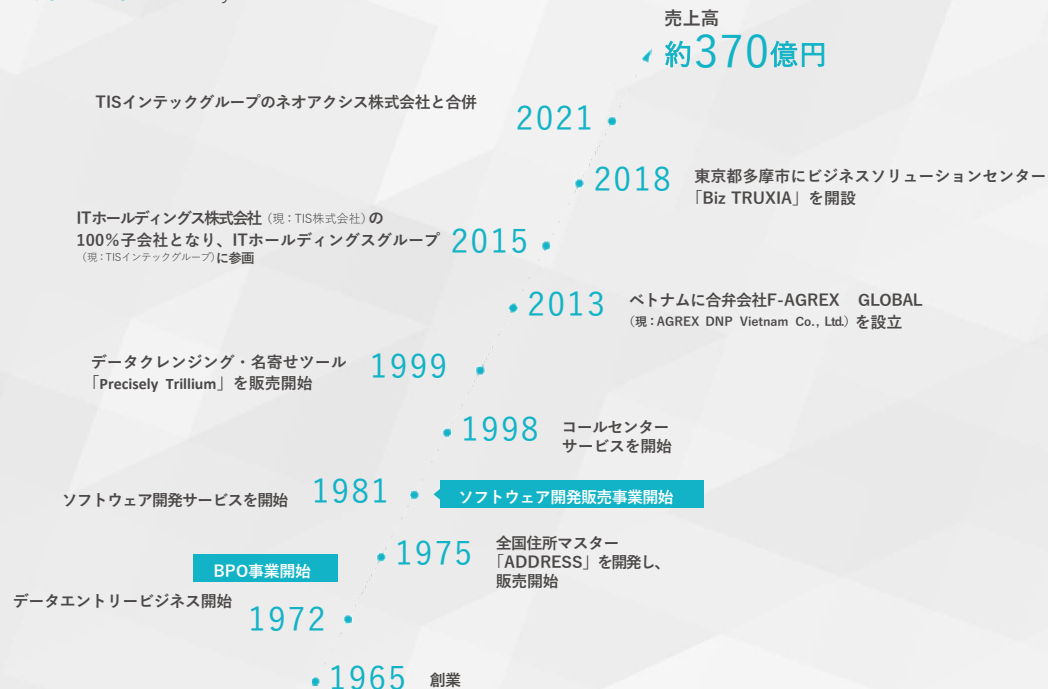 売上高
約370億円
TISインテックグループのネオアクシス株式会社と合併
2021
2018
東京都多摩市にビジネスソリューションセンター
「Biz TRUXIA」を開設
ITホールディングス株式会社（現：TIS株式会社）の
100％子会社となり、ITホールディングスグループ
（現：TISインテックグループ）に参画
2015
2013
ベトナムに合弁会社F-AGREX　GLOBAL
（現：AGREX DNP Vietnam Co., Ltd.）を設立
データクレンジング・名寄せツール
「Precisely Trillium」を販売開始
1999
1998
コールセンター
サービスを開始
ソフトウェア開発サービスを開始
1981
ソフトウェア開発販売事業開始
1975
全国住所マスター
「ADDRESS」を開発し、
販売開始
BPO事業開始
データエントリービジネス開始
1972
1965
創業